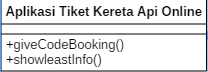 Aplikasi Tiket Kereta Api Online
+giveCodeBooking()
+showleastInfo()